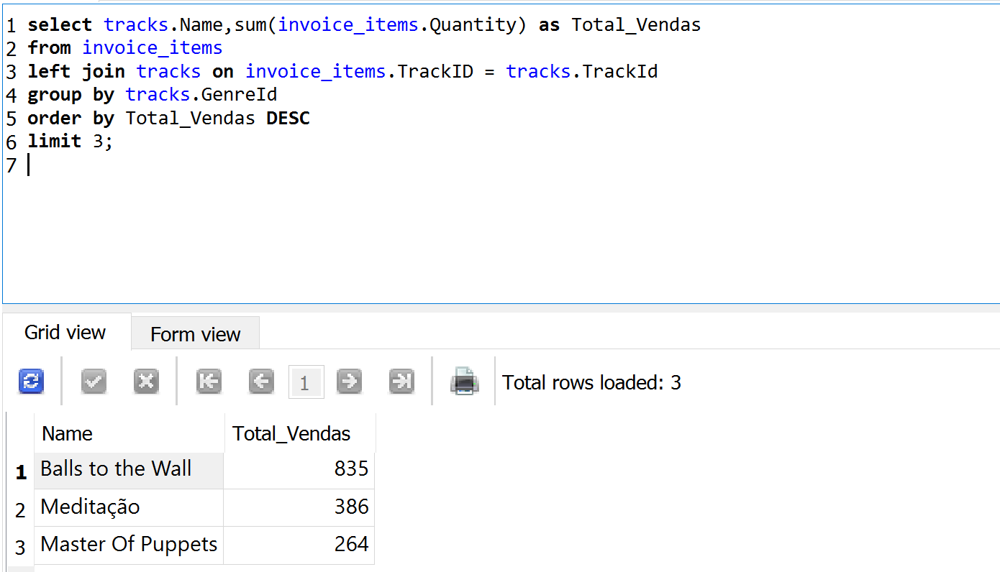 1 select tracks.Name,sum(invoice_items.Quantity) as Total_Vendas
2 from invoice_items
3 left join tracks on invoice_items.TrackID = tracks.TrackId
4 group by tracks.GenreId
5 order by Total_Vendas DESC
6 limit 3;
7
Grid view Form view
1 Total rows loaded: 3
Name Total_Vendas
1 Balls to the Wall 835
2 Meditação 386
3 Master Of Puppets 264